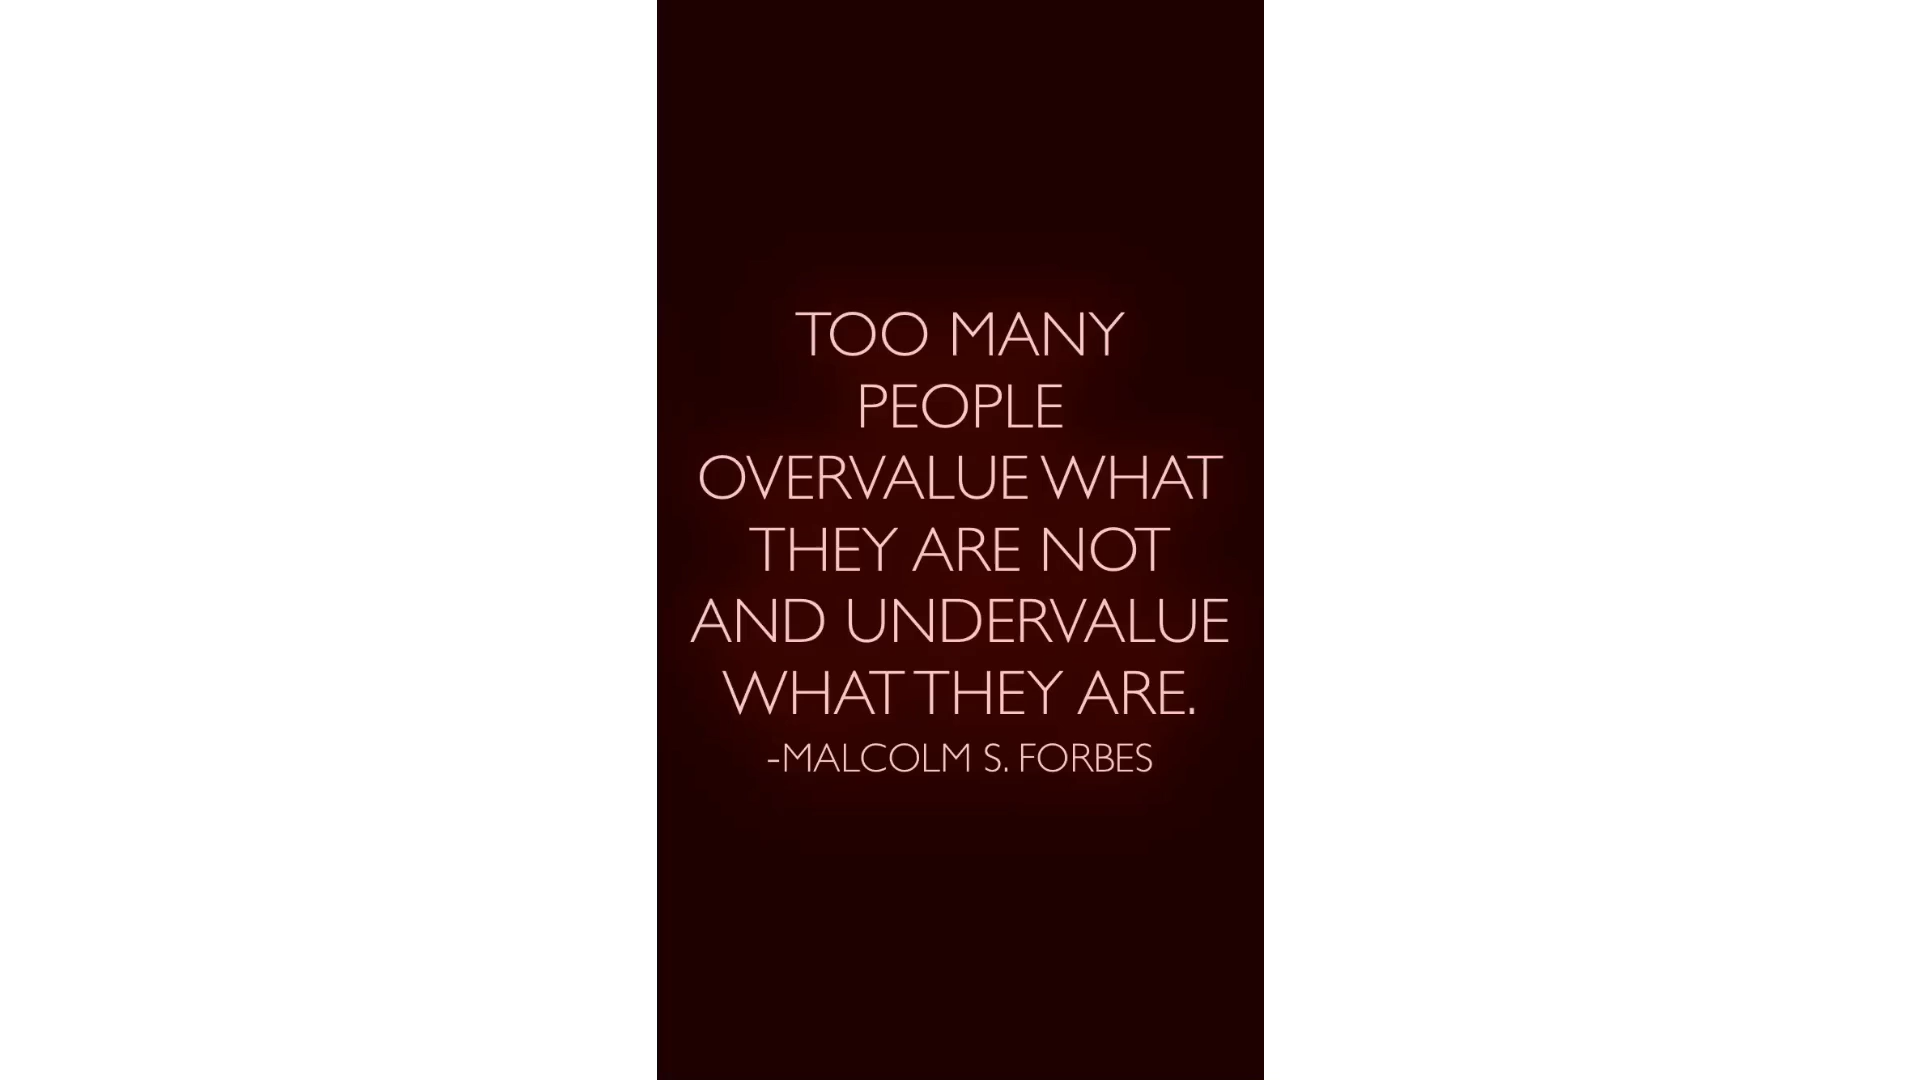 TOO MANY
PEOPLE
OVERVALUE WHAT
THEY ARE NOT
AND UNDERVALUE
WHAT THEY ARE.
-MALCOLM S. FORBES